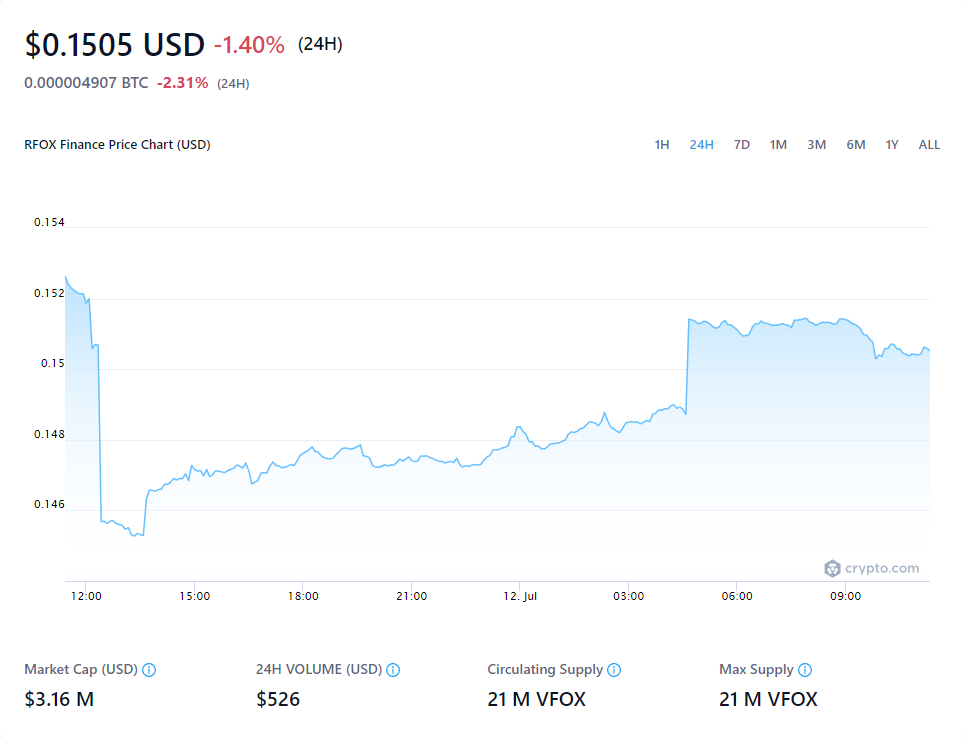 $0.1505 USD -1.40% (24H)
0.000004907 BTC -2.31% (24H)
RFOX Finance Price Chart (USD) 1H 24H 7D 1M 3M 6M 1Y ALL
0.154
0.152
0.15
0.148
0.146
crypto.com
12:00 15:00 18:00 21:00 12. Jul 03:00 06:00 09:00
Market Cap (USD) 24H VOLUME (USD) Circulating Supply Max Supply
$3.16 M $526 21 M VFOX 21 M VFOX